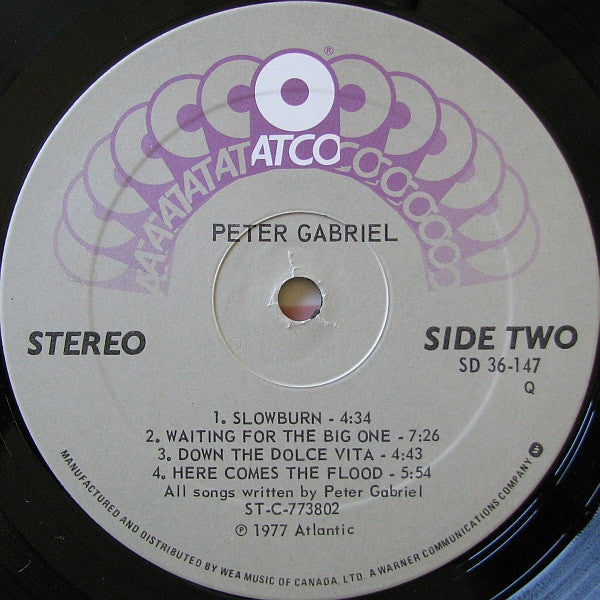 ®
ATCO
PETER GABRIEL
STEREO
SIDE TWO
SD 36-147
Q
1. SLOWBURN - 4:34
2. WAITING FOR THE BIG ONE - 7:26
3. DOWN THE DOLCE VITA - 4:43
4. HERE COMES THE FLOOD - 5:54
All songs written by Peter Gabriel
ST-C-773802
℗ 1977 Atlantic
MANUFACTURED AND DISTRIBUTED BY WEA MUSIC OF CANADA, LTD. A WARNER COMMUNICATIONS COMPANY